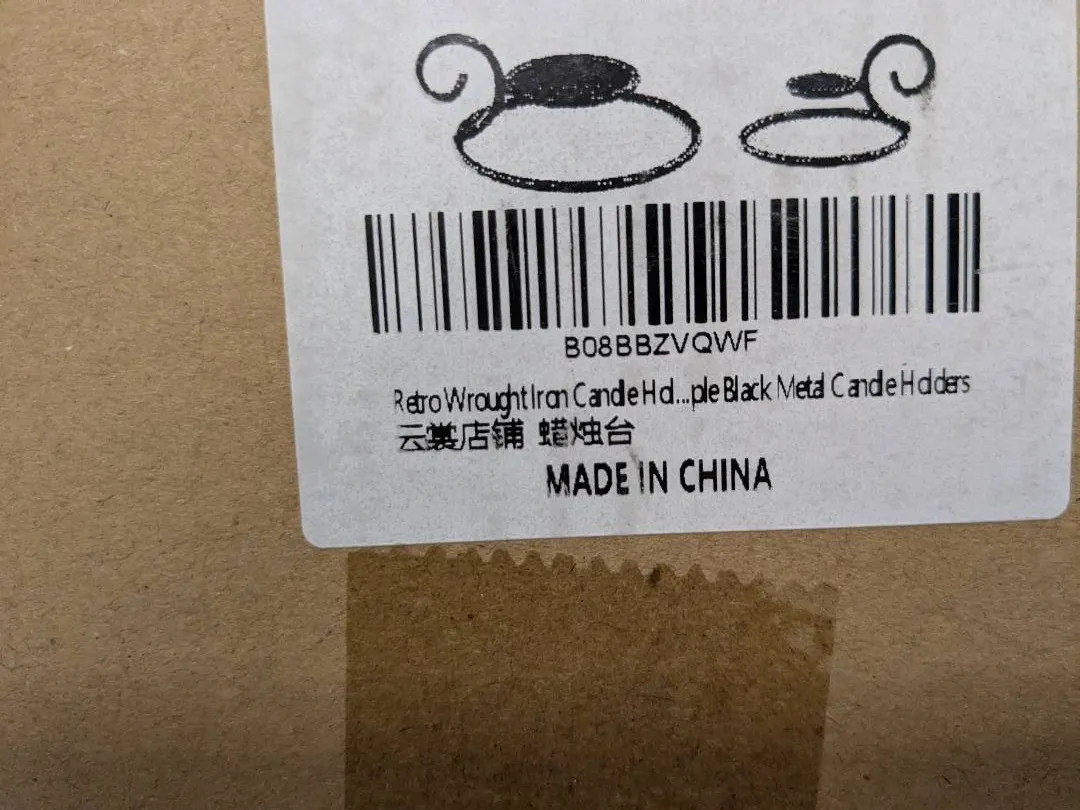 B08BBZVQWF
Retro Wrought Iron Candle Hol...ple Black Metal Candle Holders
云裳店铺 蜡烛台
MADE IN CHINA